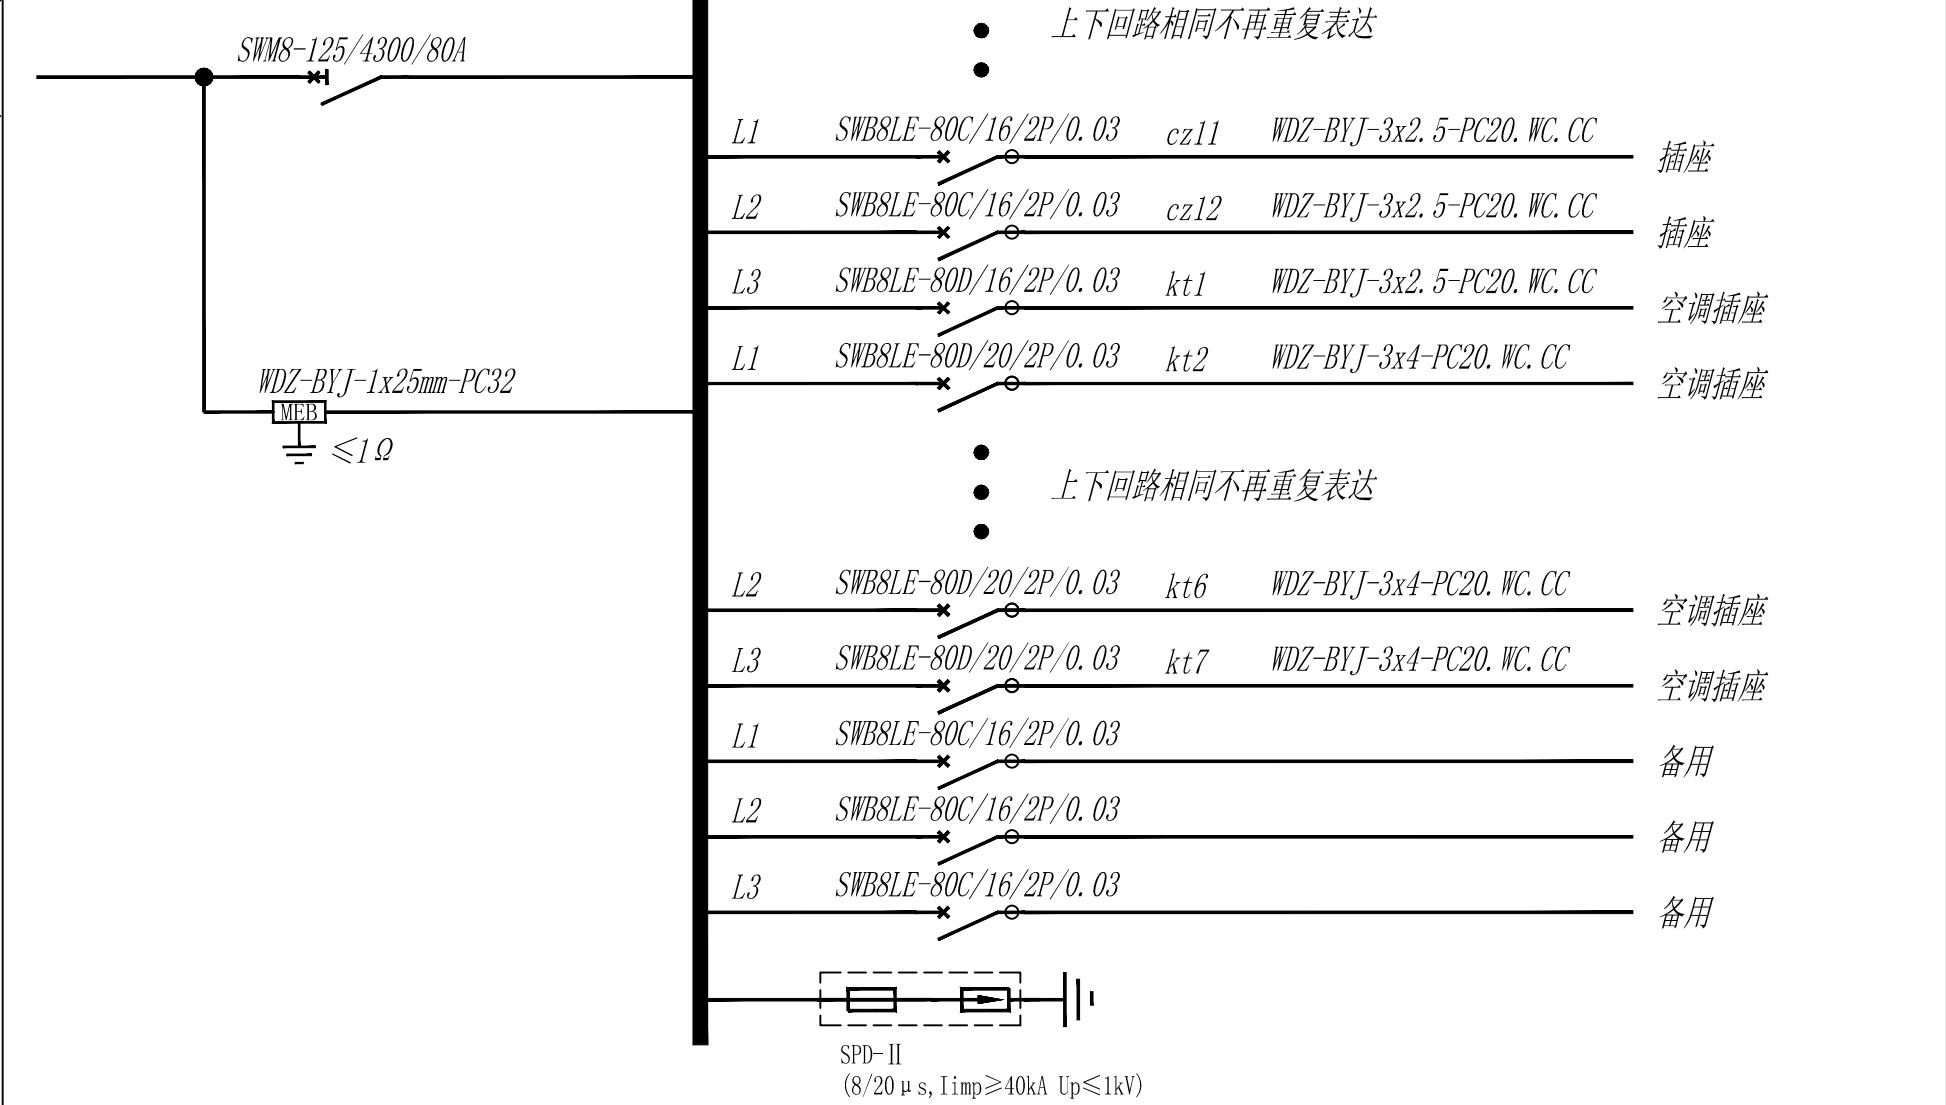 上下回路相同不再重复表达
SWM8-125/4300/80A
L1 SWB8LE-80C/16/2P/0.03 cz11 WDZ-BYJ-3x2.5-PC20.WC.CC 插座
L2 SWB8LE-80C/16/2P/0.03 cz12 WDZ-BYJ-3x2.5-PC20.WC.CC 插座
L3 SWB8LE-80D/16/2P/0.03 kt1 WDZ-BYJ-3x2.5-PC20.WC.CC 空调插座
L1 SWB8LE-80D/20/2P/0.03 kt2 WDZ-BYJ-3x4-PC20.WC.CC 空调插座
WDZ-BYJ-1x25mm-PC32
MEB
≤1Ω
上下回路相同不再重复表达
L2 SWB8LE-80D/20/2P/0.03 kt6 WDZ-BYJ-3x4-PC20.WC.CC 空调插座
L3 SWB8LE-80D/20/2P/0.03 kt7 WDZ-BYJ-3x4-PC20.WC.CC 空调插座
L1 SWB8LE-80C/16/2P/0.03 备用
L2 SWB8LE-80C/16/2P/0.03 备用
L3 SWB8LE-80C/16/2P/0.03 备用
SPD-Ⅱ
(8/20μs,Iimp≥40kA Up≤1kV)